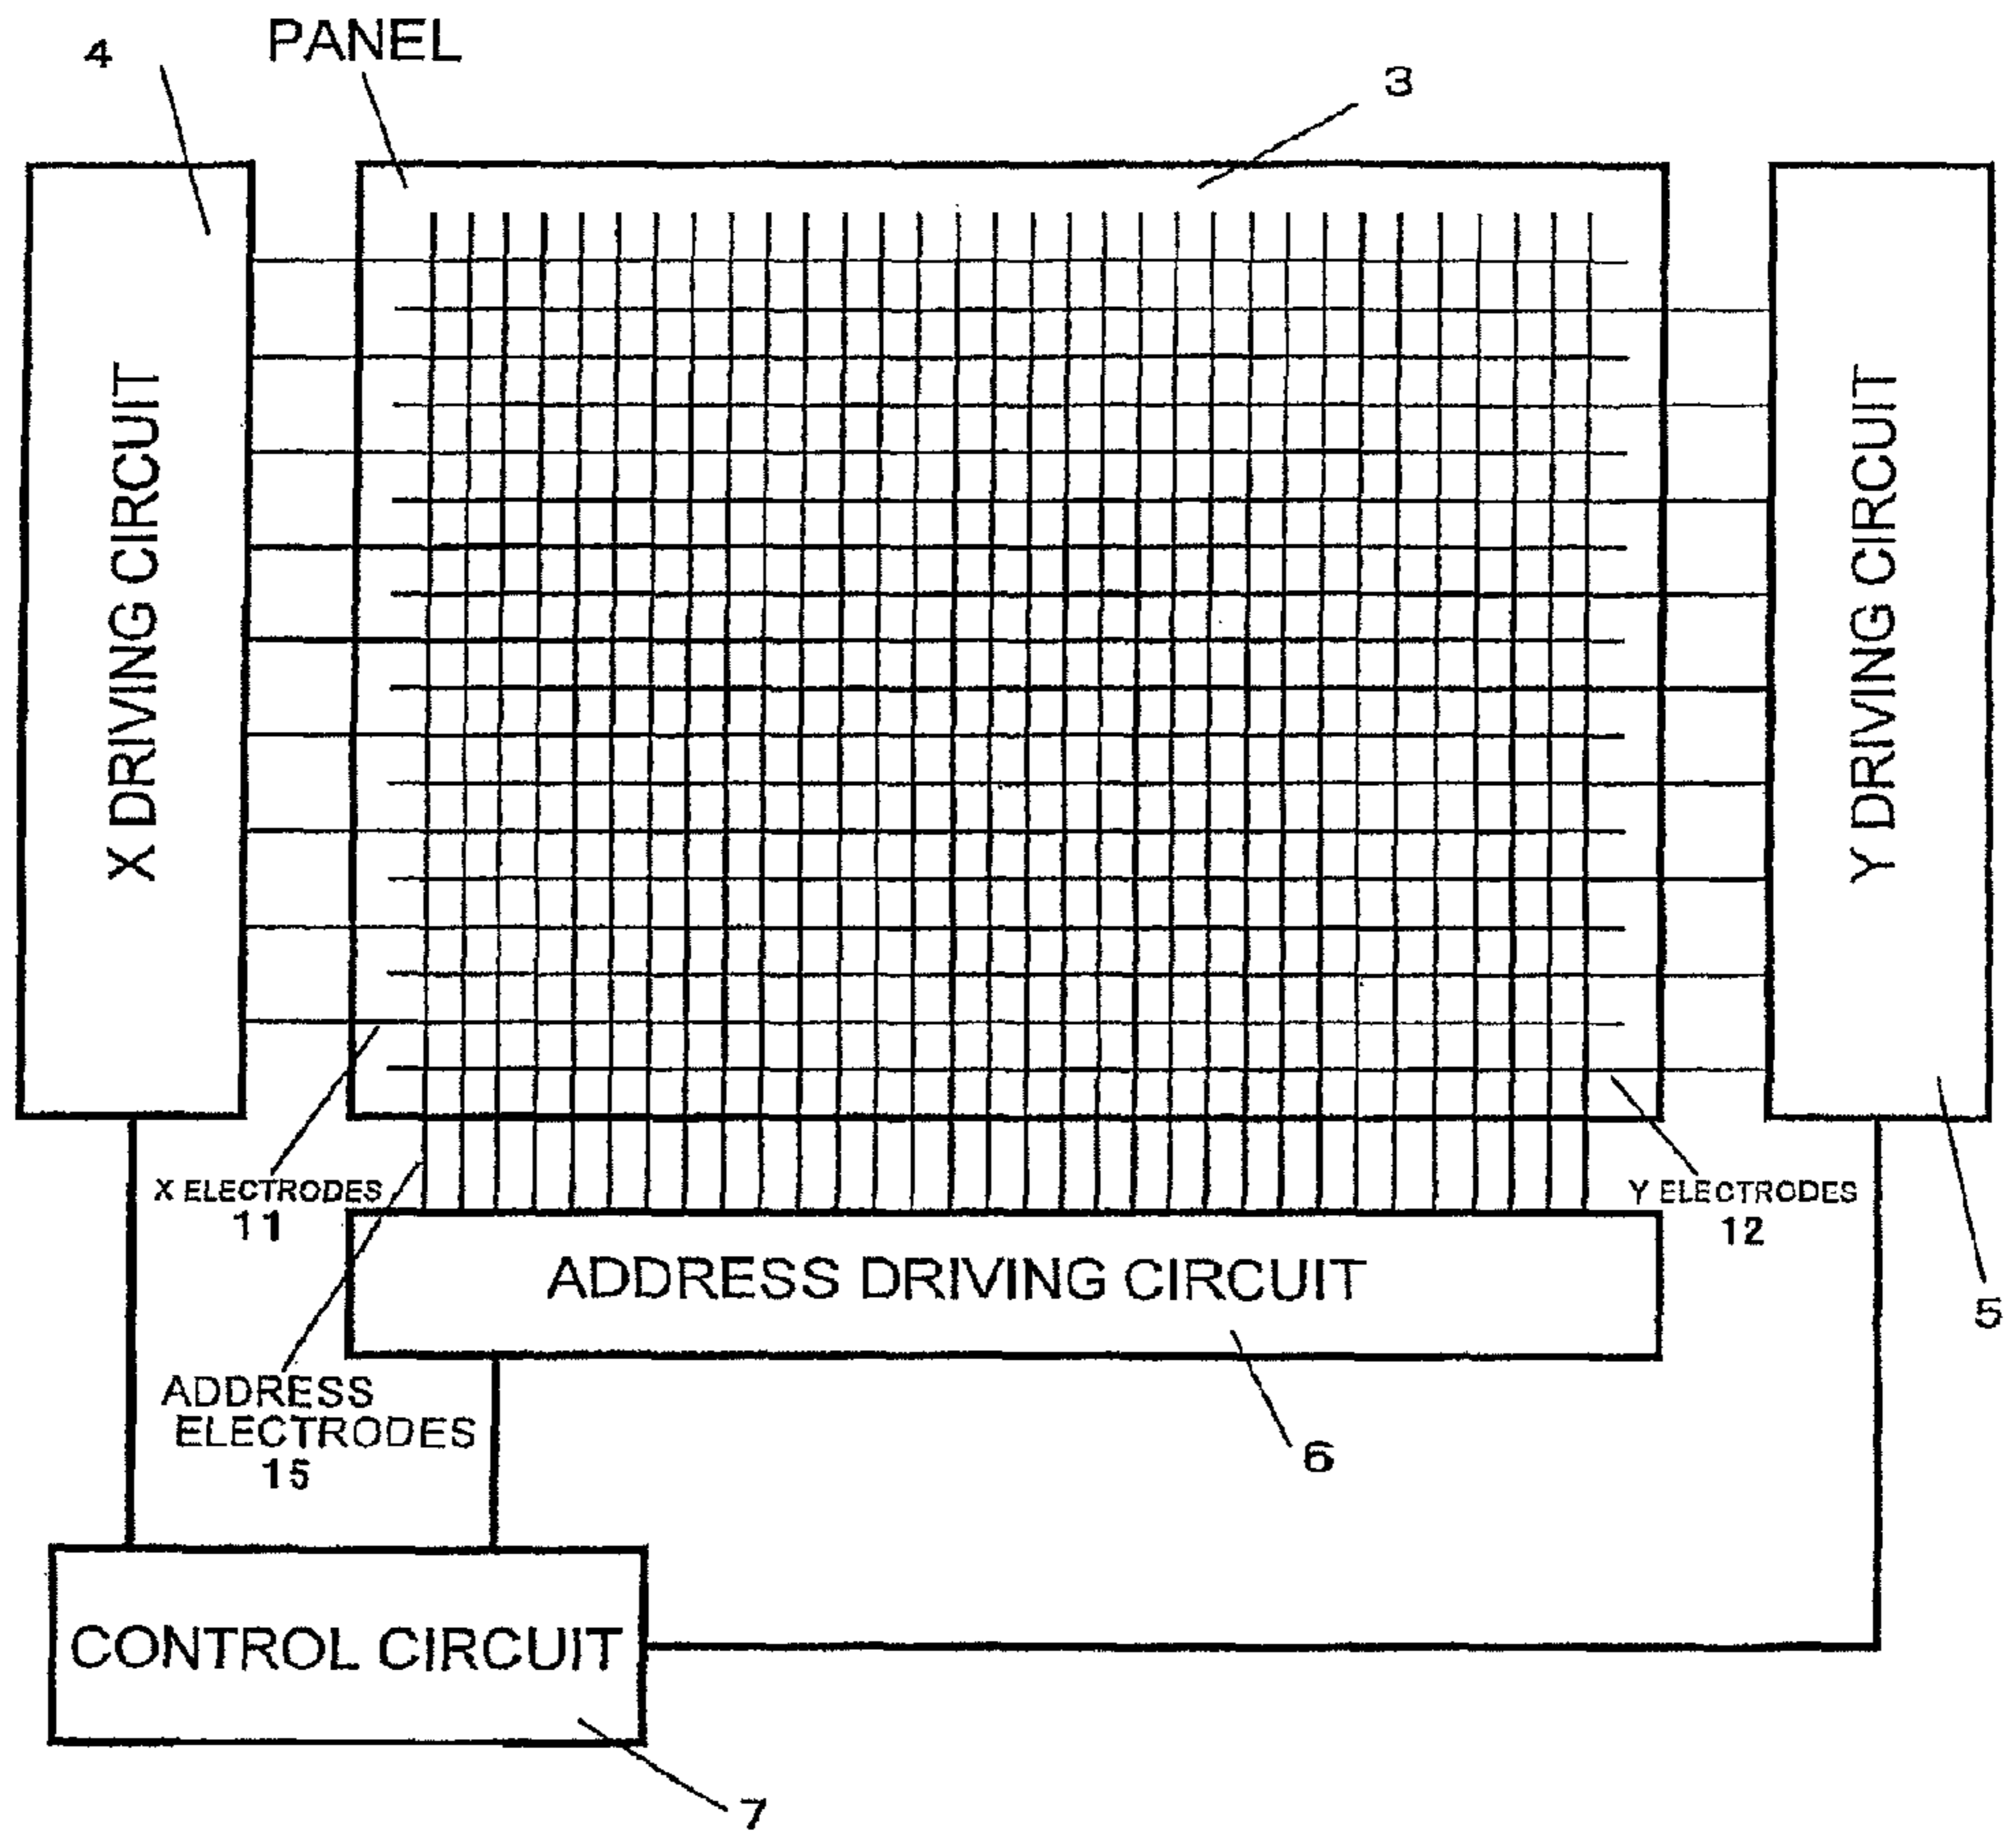 4
PANEL
3
X DRIVING CIRCUIT
Y DRIVING CIRCUIT
X ELECTRODES
11
Y ELECTRODES
12
ADDRESS DRIVING CIRCUIT
5
ADDRESS
ELECTRODES
15
6
CONTROL CIRCUIT
7